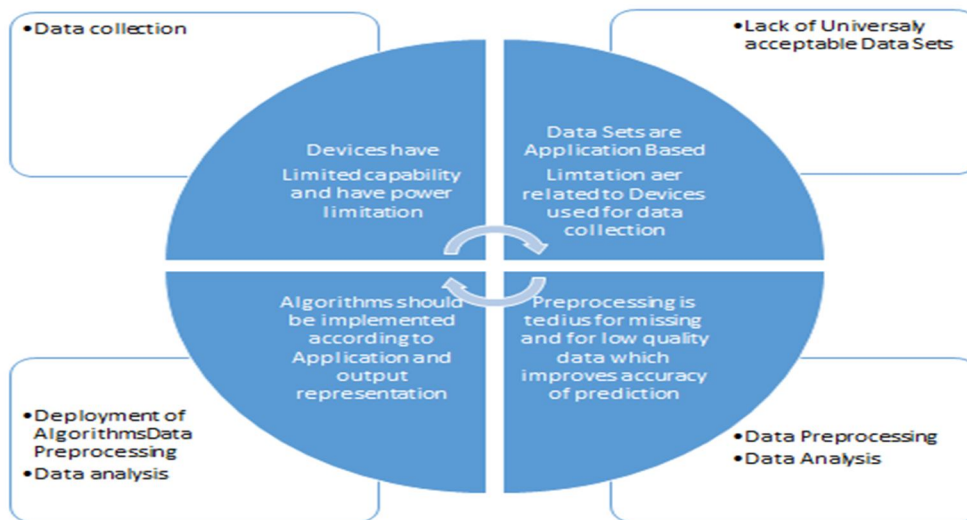 •Data collection
•Lack of Universaly
acceptable Data Sets
Devices have
Limited capability
and have power
limitation
Data Sets are
Application Based
Limtation aer
related to Devices
used for data
collection
Algorithms should
be implemented
according to
Application and
output
representation
Preprocessing is
tedius for missing
and for low quality
data which
improves accuracy
of prediction
•Deployment of
AlgorithmsData
Preprocessing
•Data analysis
•Data Preprocessing
•Data Analysis